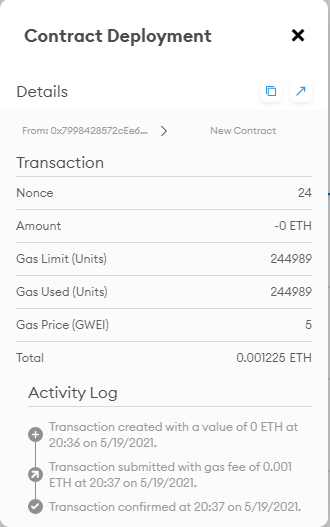 Contract Deployment
Details
From: 0x7998428572cEe6... New Contract
Transaction
Nonce 24
Amount -0 ETH
Gas Limit (Units) 244989
Gas Used (Units) 244989
Gas Price (GWEI) 5
Total 0.001225 ETH
Activity Log
Transaction created with a value of 0 ETH at
20:36 on 5/19/2021.
Transaction submitted with gas fee of 0.001
ETH at 20:37 on 5/19/2021.
Transaction confirmed at 20:37 on 5/19/2021.